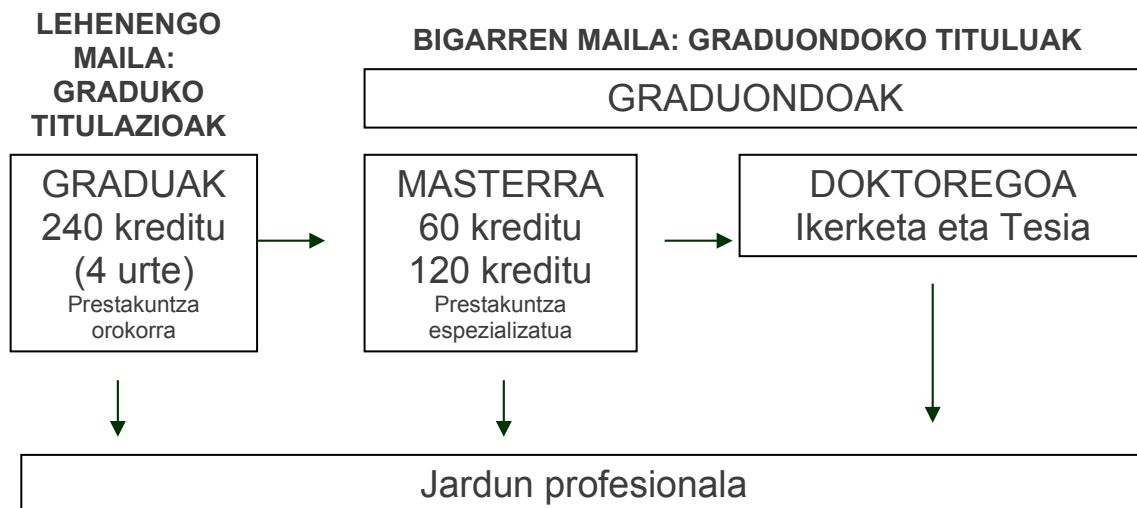 LEHENENGO
MAILA:
GRADUKO
TITULAZIOAK
BIGARREN MAILA: GRADUONDOKO TITULUAK
GRADUONDOAK
GRADUAK
240 kreditu
(4 urte)
Prestakuntza
orokorra
MASTERRA
60 kreditu
120 kreditu
Prestakuntza
espezializatua
DOKTOREGOA
Ikerketa eta Tesia
Jardun profesionala